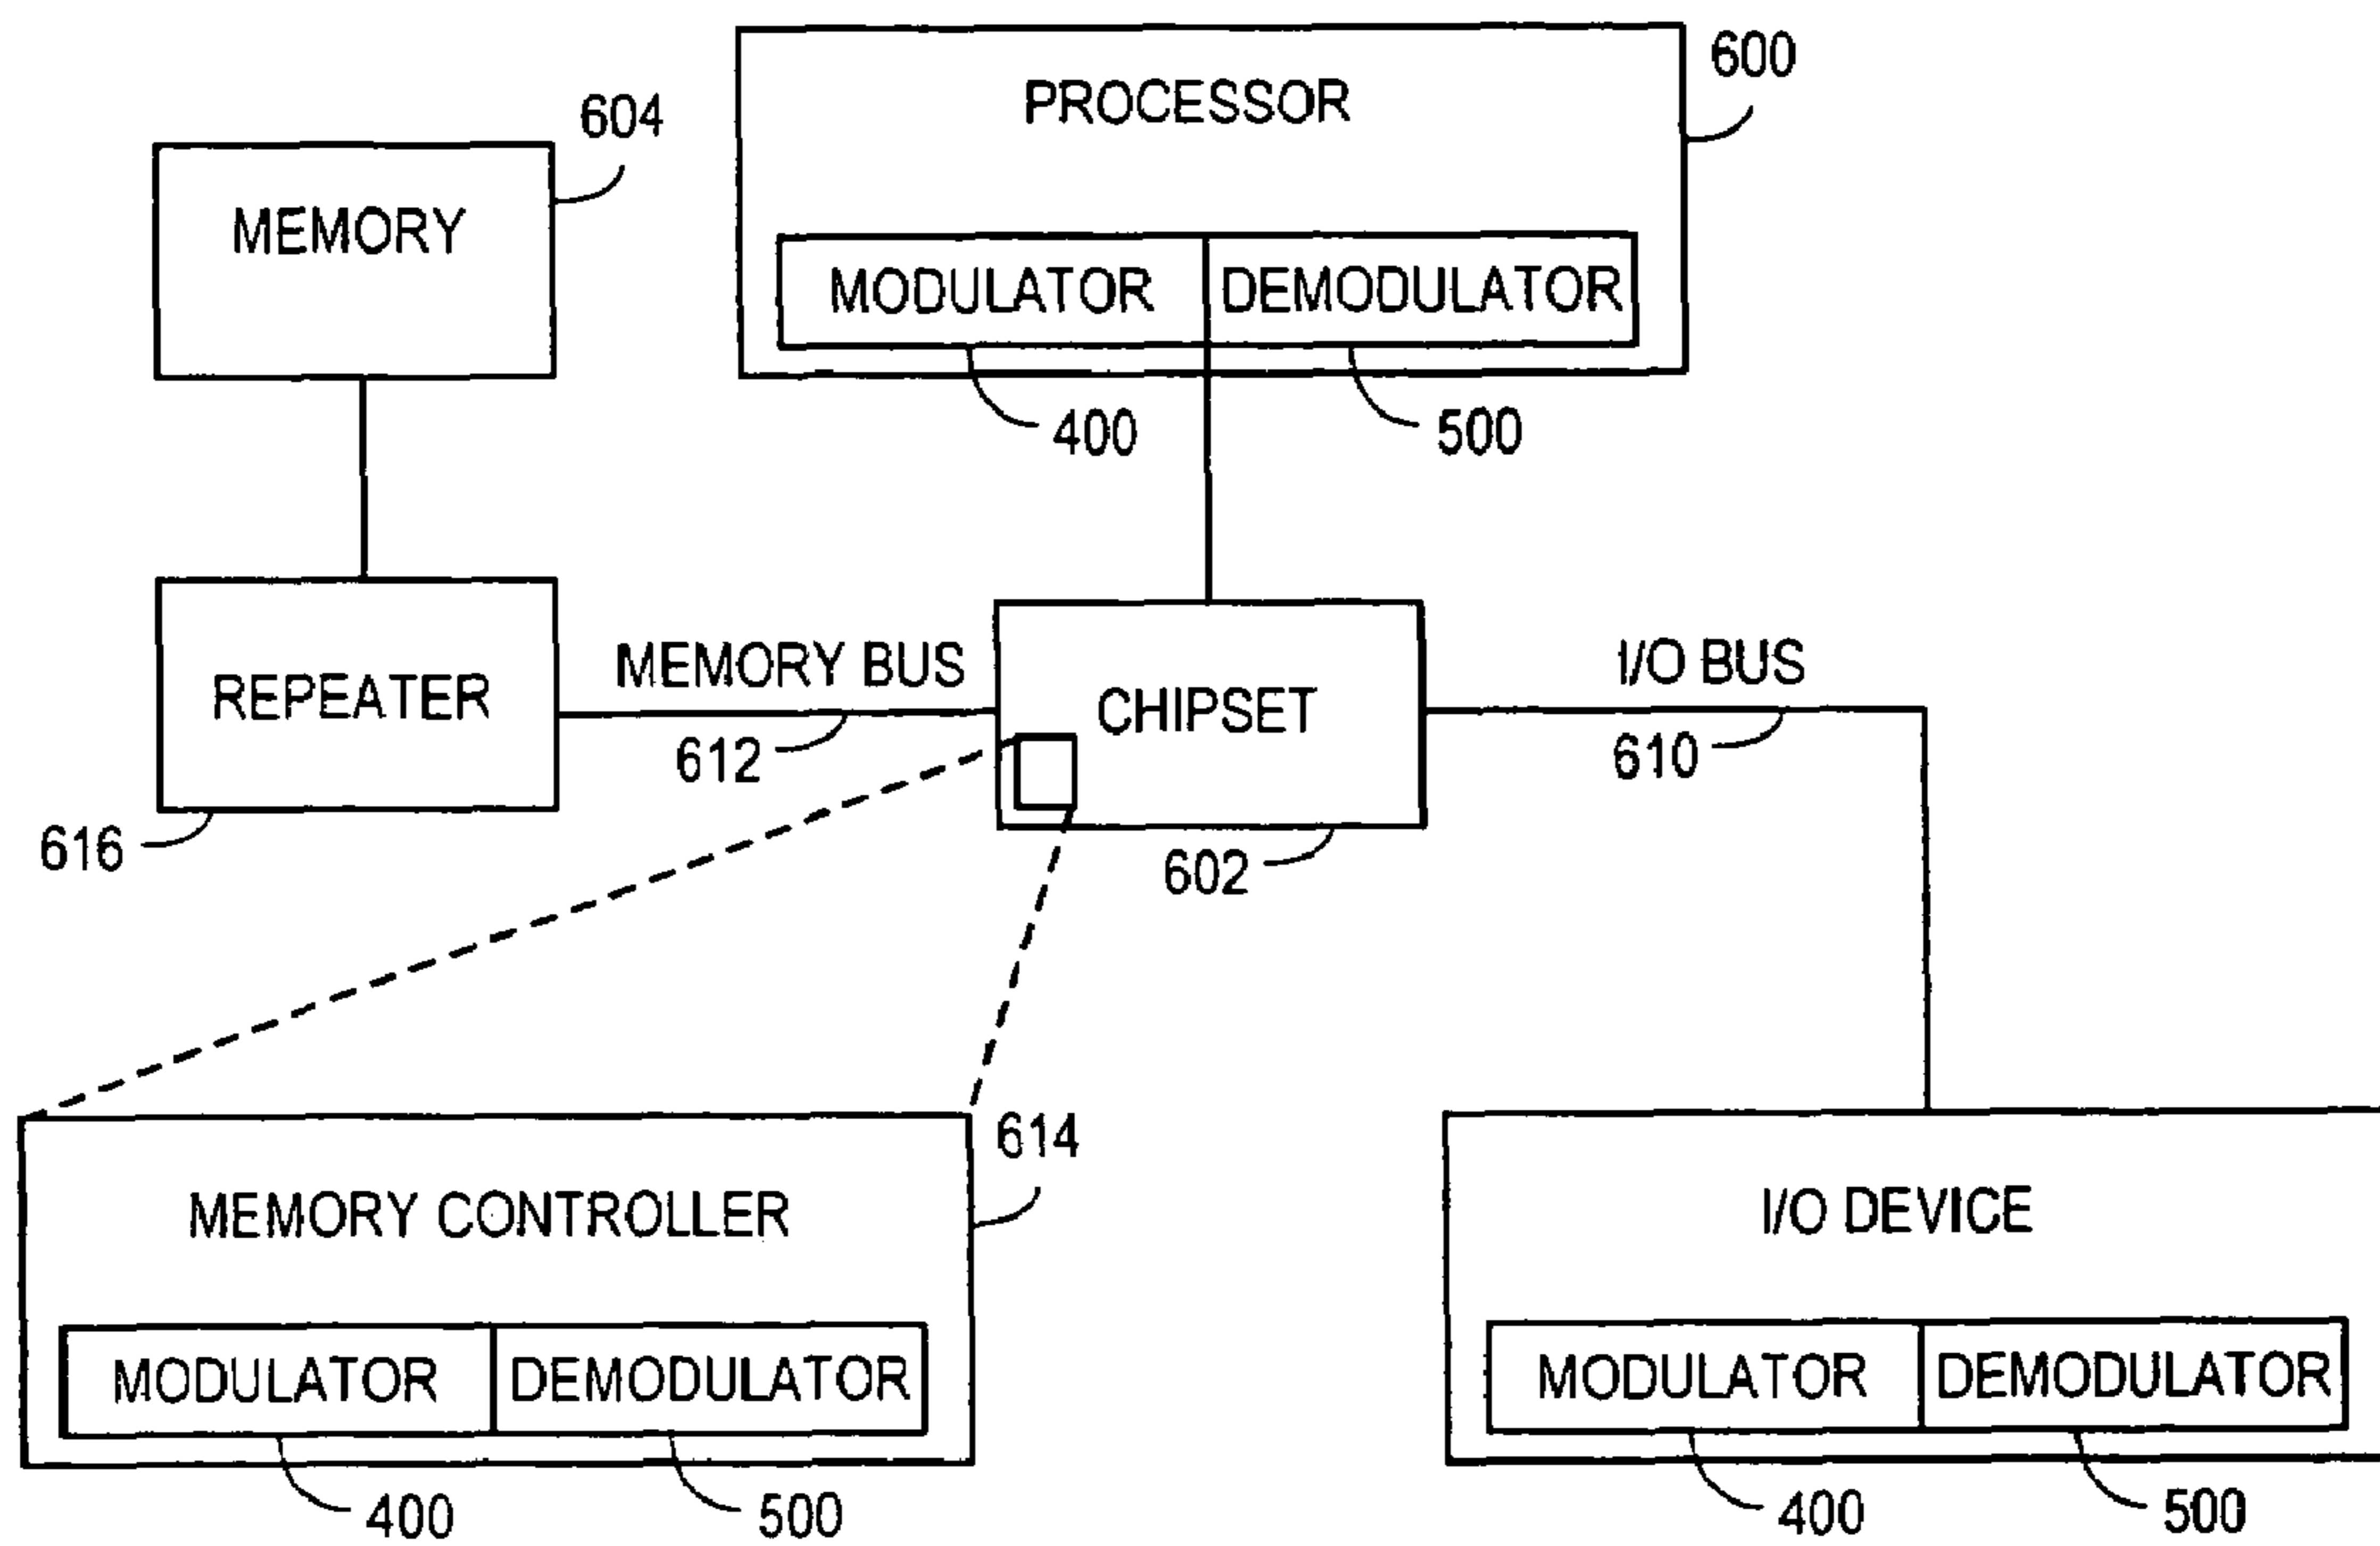 600
PROCESSOR
604
MEMORY
MODULATOR
DEMODULATOR
400
500
MEMORY BUS
I/O BUS
REPEATER
CHIPSET
612
610
616
602
614
MEMORY CONTROLLER
I/O DEVICE
MODULATOR
DEMODULATOR
MODULATOR
DEMODULATOR
400
500
400
500